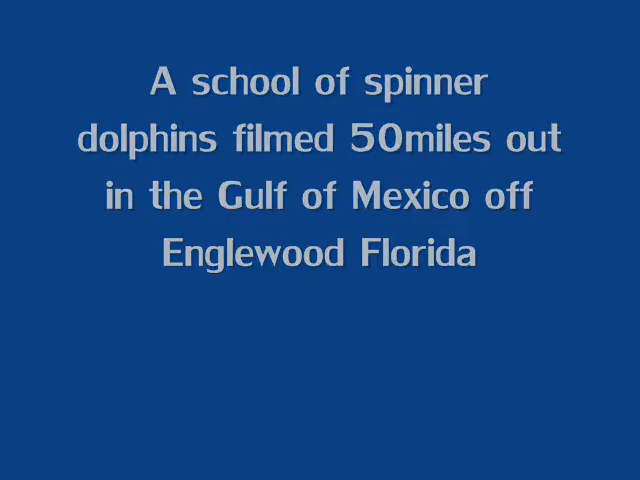 A school of spinner
dolphins filmed 50miles out
in the Gulf of Mexico off
Englewood Florida